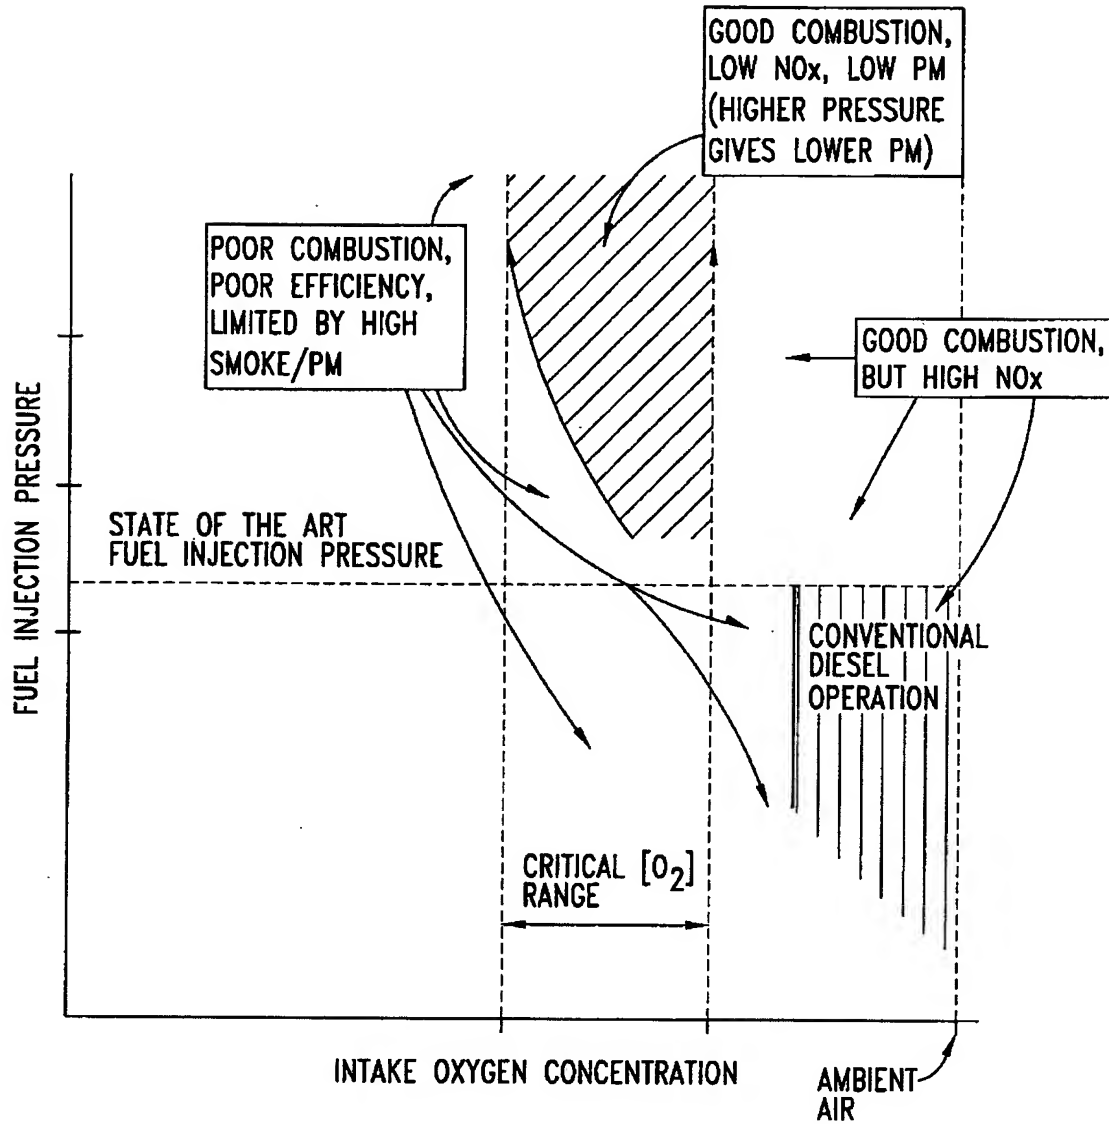 GOOD COMBUSTION,
LOW NOx, LOW PM
(HIGHER PRESSURE
GIVES LOWER PM)
POOR COMBUSTION,
POOR EFFICIENCY,
LIMITED BY HIGH
SMOKE/PM
GOOD COMBUSTION,
BUT HIGH NOx
FUEL INJECTION PRESSURE
STATE OF THE ART
FUEL INJECTION PRESSURE
CONVENTIONAL
DIESEL
OPERATION
CRITICAL [O2]
RANGE
INTAKE OXYGEN CONCENTRATION
AMBIENT
AIR